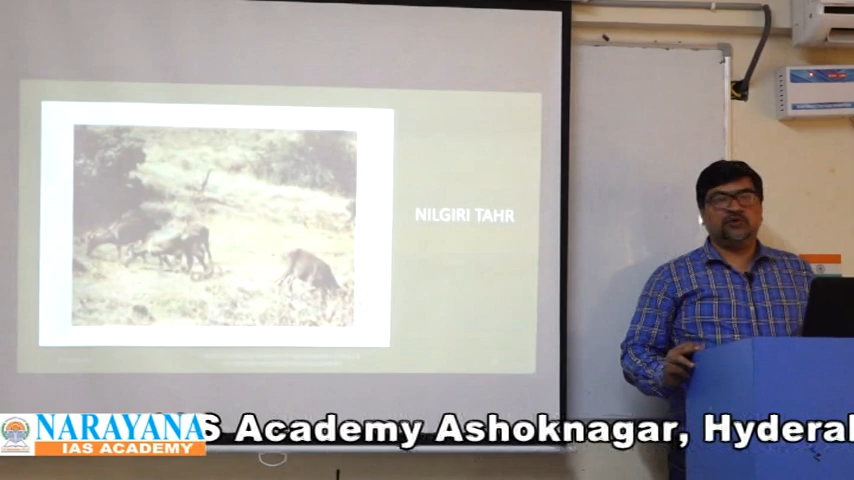 NILGIRI TAHR
NARAYANA
IAS ACADEMY
S Academy Ashoknagar, Hyderal